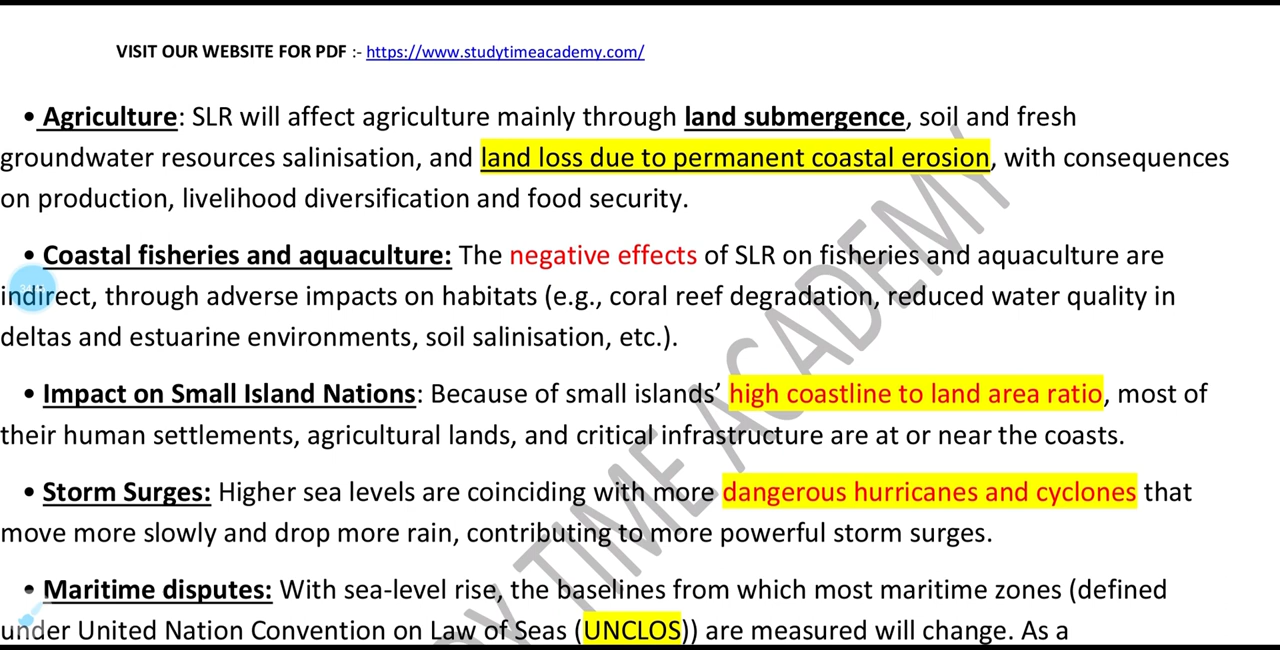 VISIT OUR WEBSITE FOR PDF :- https://www.studytimeacademy.com/
• Agriculture: SLR will affect agriculture mainly through land submergence, soil and fresh
groundwater resources salinisation, and land loss due to permanent coastal erosion, with consequences
on production, livelihood diversification and food security.
• Coastal fisheries and aquaculture: The negative effects of SLR on fisheries and aquaculture are
indirect, through adverse impacts on habitats (e.g., coral reef degradation, reduced water quality in
deltas and estuarine environments, soil salinisation, etc.).
• Impact on Small Island Nations: Because of small islands’ high coastline to land area ratio, most of
their human settlements, agricultural lands, and critical infrastructure are at or near the coasts.
• Storm Surges: Higher sea levels are coinciding with more dangerous hurricanes and cyclones that
move more slowly and drop more rain, contributing to more powerful storm surges.
• Maritime disputes: With sea-level rise, the baselines from which most maritime zones (defined
under United Nation Convention on Law of Seas (UNCLOS)) are measured will change. As a
DY TIME ACADEMY